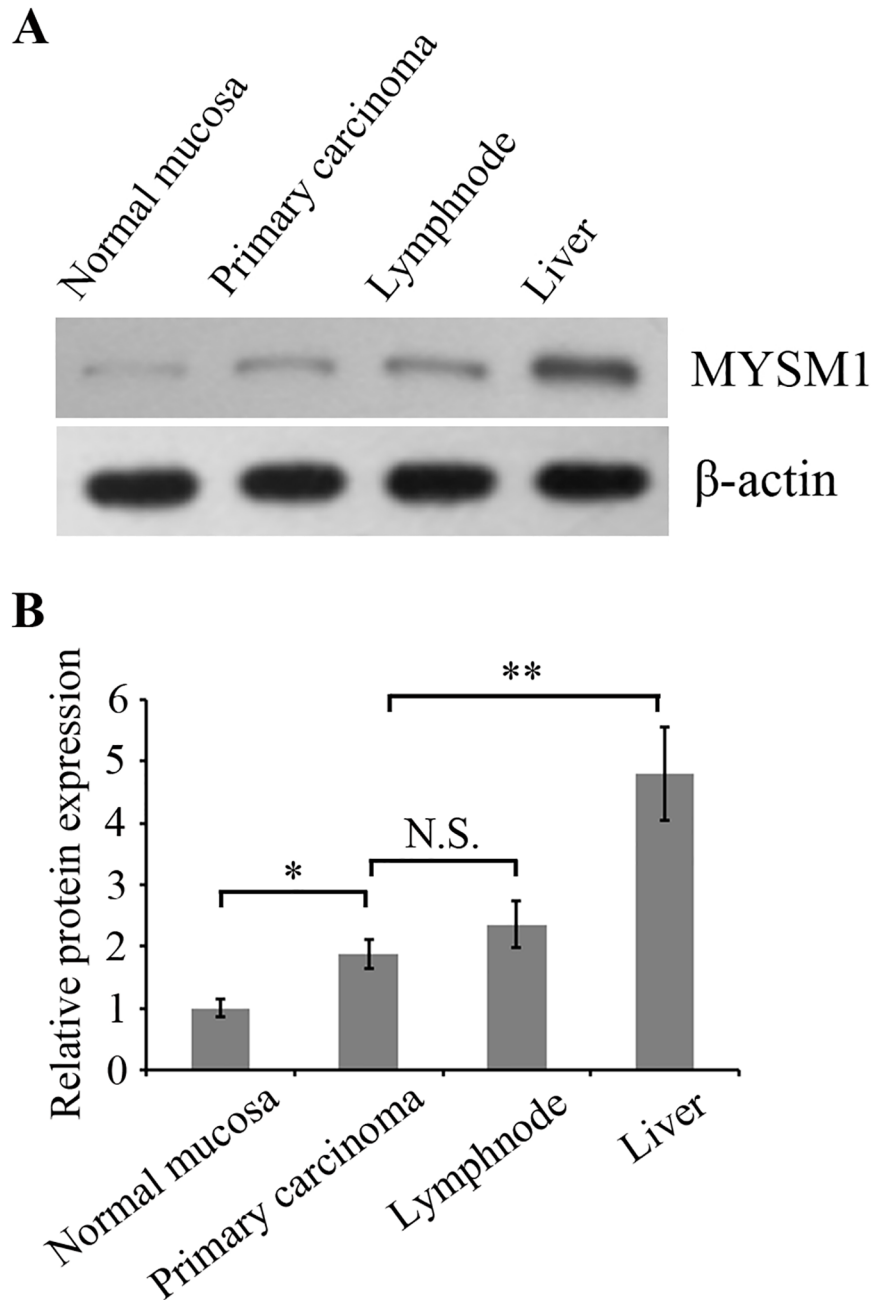 A
Normal mucosa
Primary carcinoma
Lymphnode
Liver
MYSM1
β-actin
B
Relative protein expression
6
5
4
3
2
1
0
*
N.S.
**
Normal mucosa
Primary carcinoma
Lymphnode
Liver